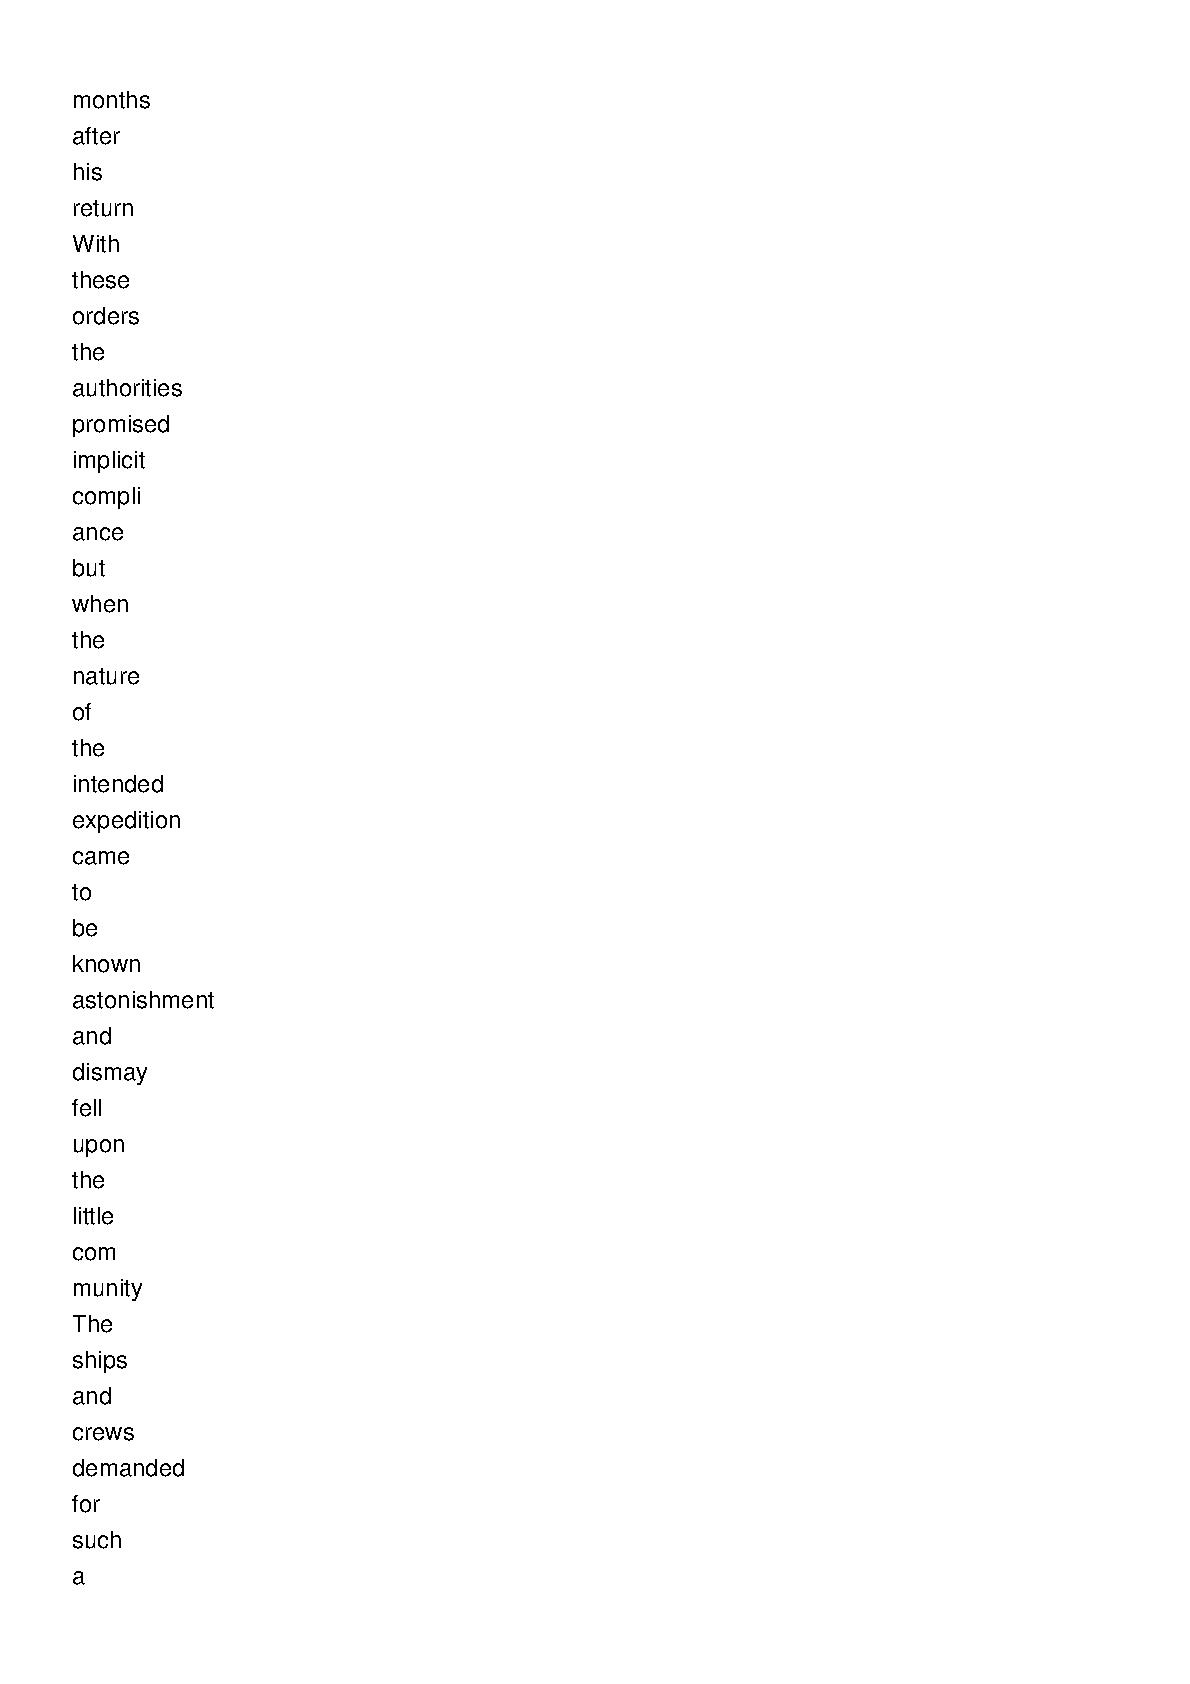 months
after
his
return
With
these
orders
the
authorities
promised
implicit
compli
ance
but
when
the
nature
of
the
intended
expedition
came
to
be
known
astonishment
and
dismay
fell
upon
the
little
com
munity
The
ships
and
crews
demanded
for
such
a